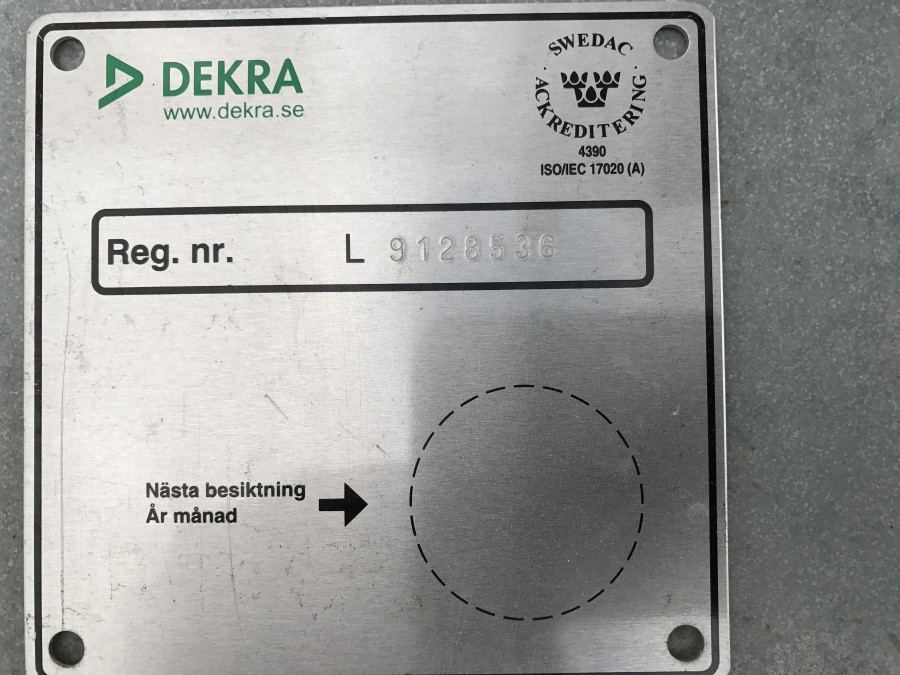 DEKRA
www.dekra.se
SWEDAC
ACKREDITERING
4390
ISO/IEC 17020 (A)
Reg. nr. L 9128536
Nästa besiktning
År månad